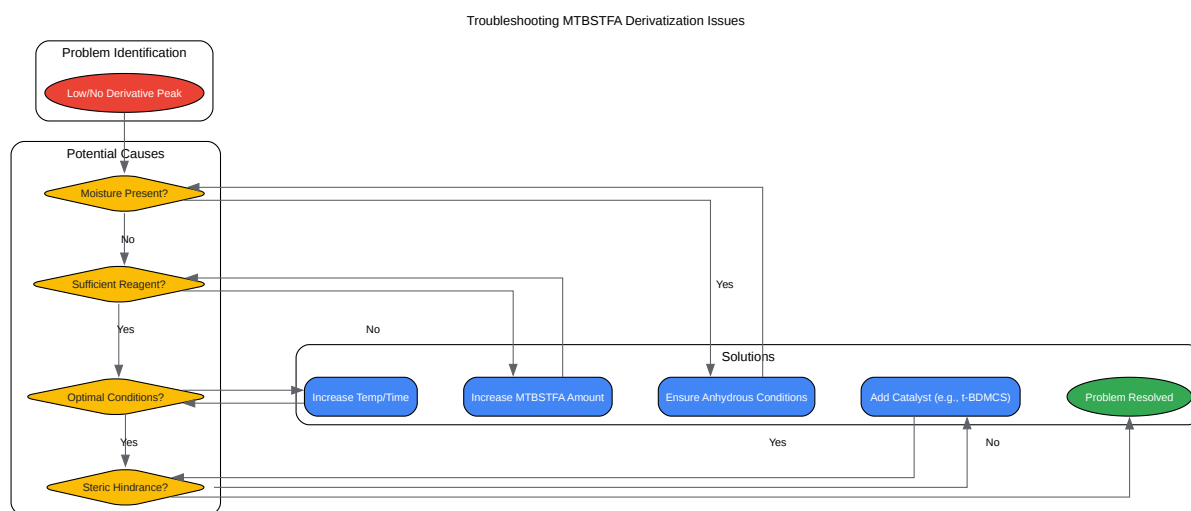 Troubleshooting MTBSTFA Derivatization Issues
Problem Identification
Low/No Derivative Peak
Potential Causes
Moisture Present?
No
Sufficient Reagent?
Yes
Yes
No
Solutions
Optimal Conditions?
Increase Temp/Time
Increase MTBSTFA Amount
Ensure Anhydrous Conditions
Add Catalyst (e.g., t-BDMCS)
Problem Resolved
Yes
Yes
No
Steric Hindrance?